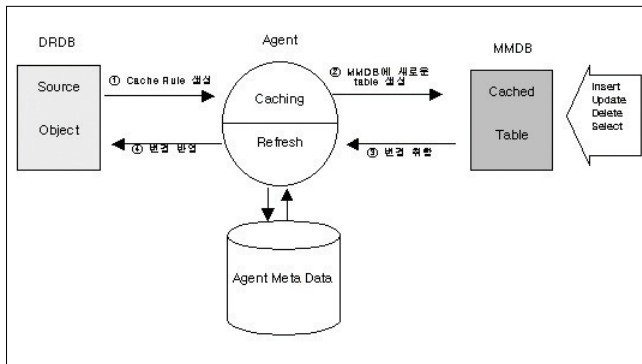 DRDB
Agent
MMDB
① Cache Rule 생성
② MMDB에 새로운
table 생성
Source
Object
Caching
Refresh
Cached
Table
Insert
Update
Delete
Select
④ 변경 반영
③ 변경 취합
Agent Meta Data